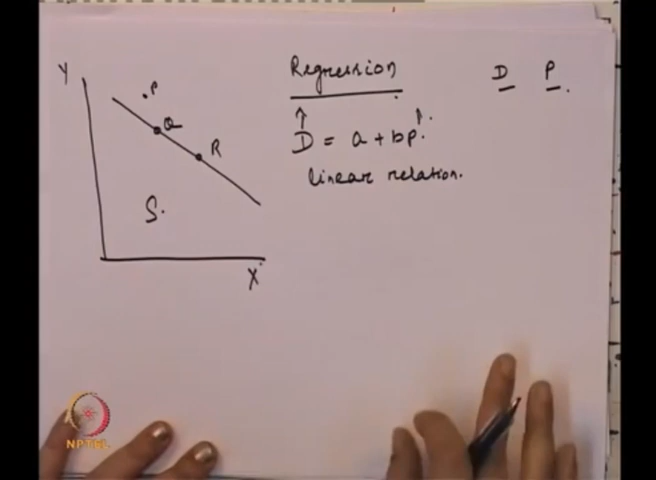 Y
P
Q
R
S.
X
Regression
D = a + bp.
linear relation.
D P.
NPTEL